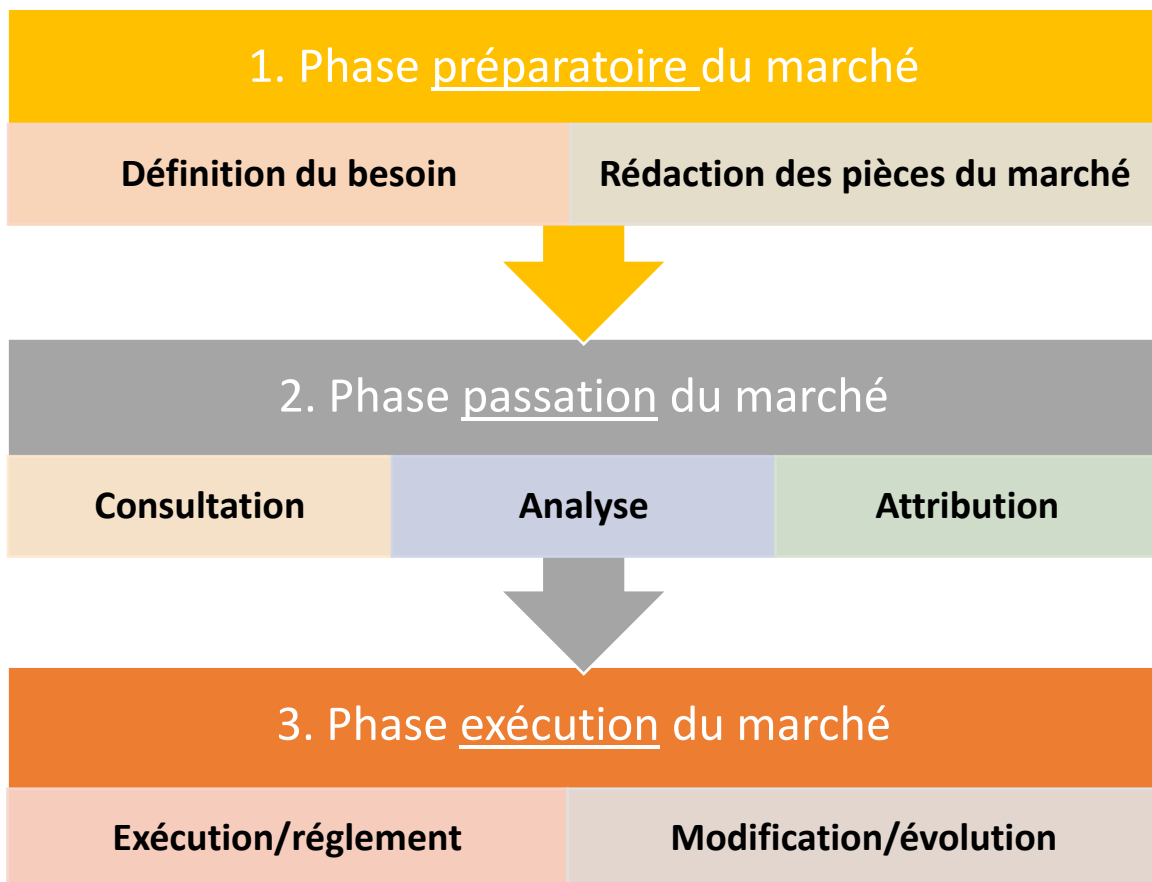 1. Phase préparatoire du marché
Définition du besoin
Rédaction des pièces du marché
2. Phase passation du marché
Consultation
Analyse
Attribution
3. Phase exécution du marché
Exécution/réglement
Modification/évolution